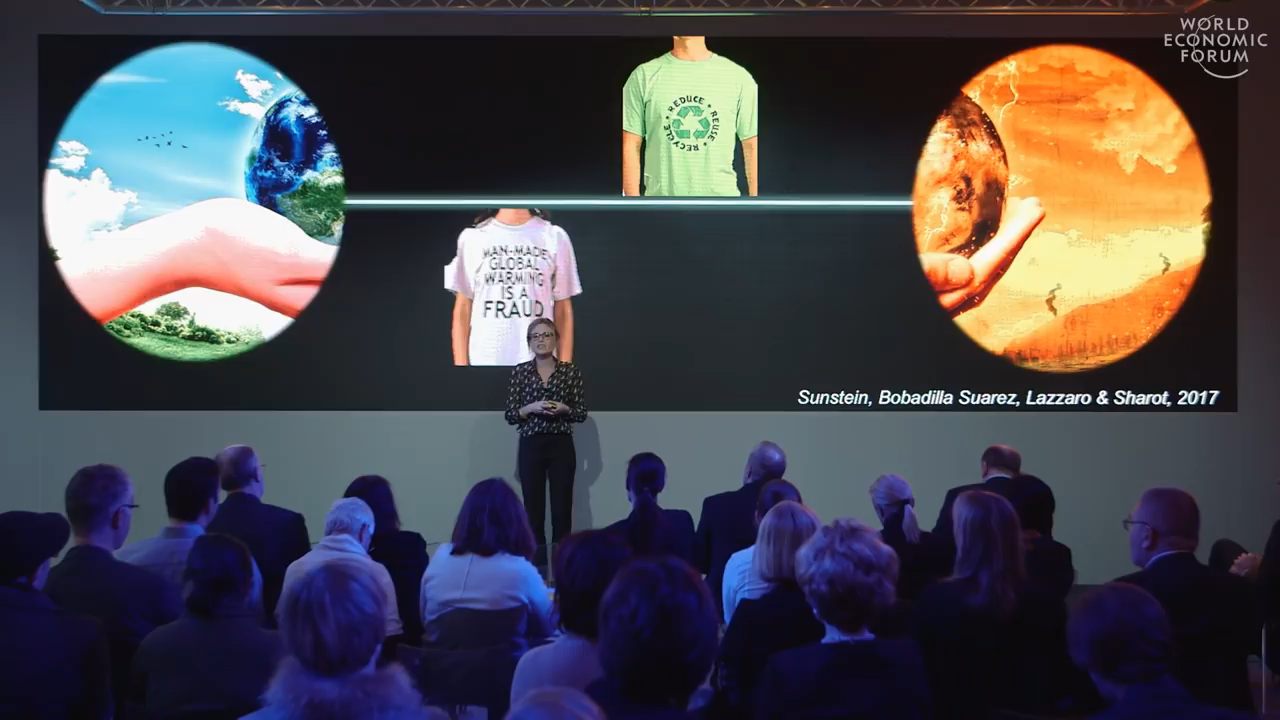 WORLD
ECONOMIC
FORUM
REDUCE • REUSE • RECYCLE •
MAN-MADE
GLOBAL
WARMING
IS A
FRAUD
Sunstein, Bobadilla Suarez, Lazzaro & Sharot, 2017